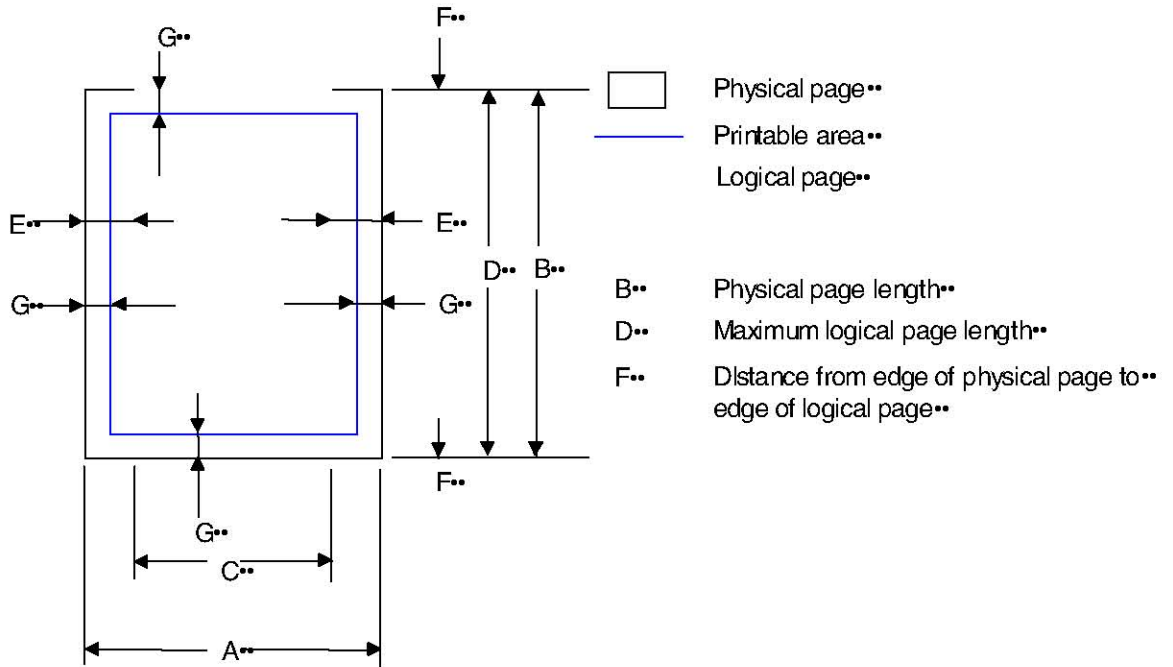 F••
G••
Physical page••
Printable area••
Logical page••
E••
E••
D••
B••
G••
G••
B•• Physical page length••
D•• Maximum logical page length••
F•• DIstance from edge of physical page to••
edge of logical page••
F••
G••
C••
A••